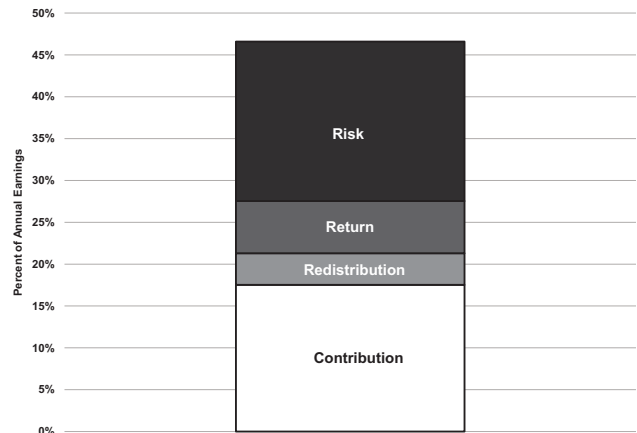 50%
45%
40%
35%
30%
25%
20%
15%
10%
5%
0%
Percent of Annual Earnings
Risk
Return
Redistribution
Contribution